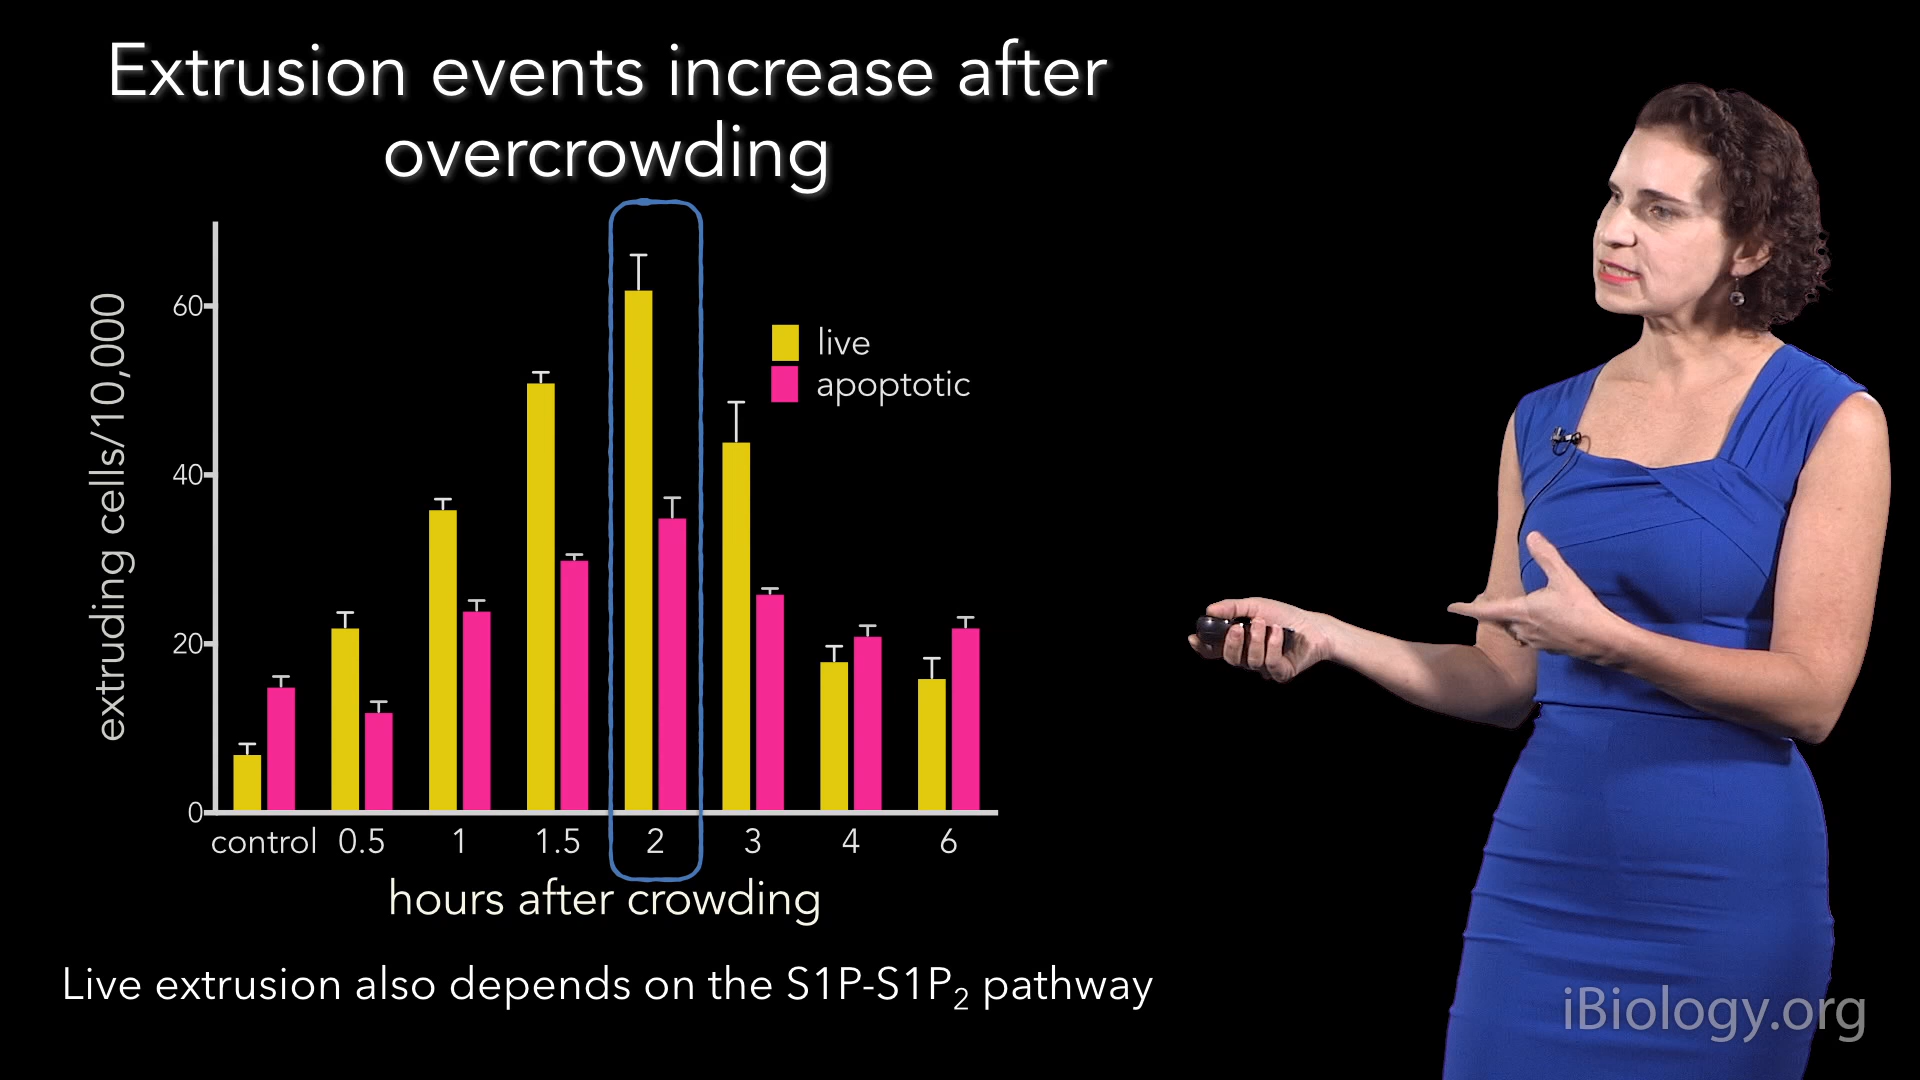 Extrusion events increase after
overcrowding
extruding cells/10,000
60
40
20
0
live
apoptotic
control 0.5 1 1.5 2 3 4 6
hours after crowding
Live extrusion also depends on the S1P-S1P₂ pathway
iBiology.org